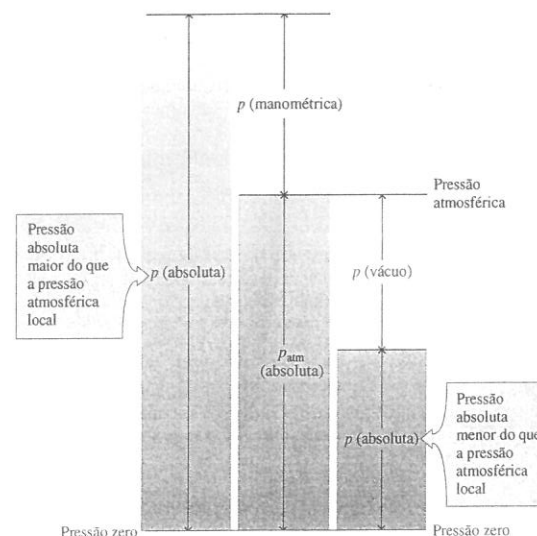 p (manométrica)
Pressão
atmosférica
Pressão
absoluta
maior do que
a pressão
atmosférica
local
p (absoluta)
p (vácuo)
patm
(absoluta)
p (absoluta)
Pressão
absoluta
menor do que
a pressão
atmosférica
local
Pressão zero
Pressão zero